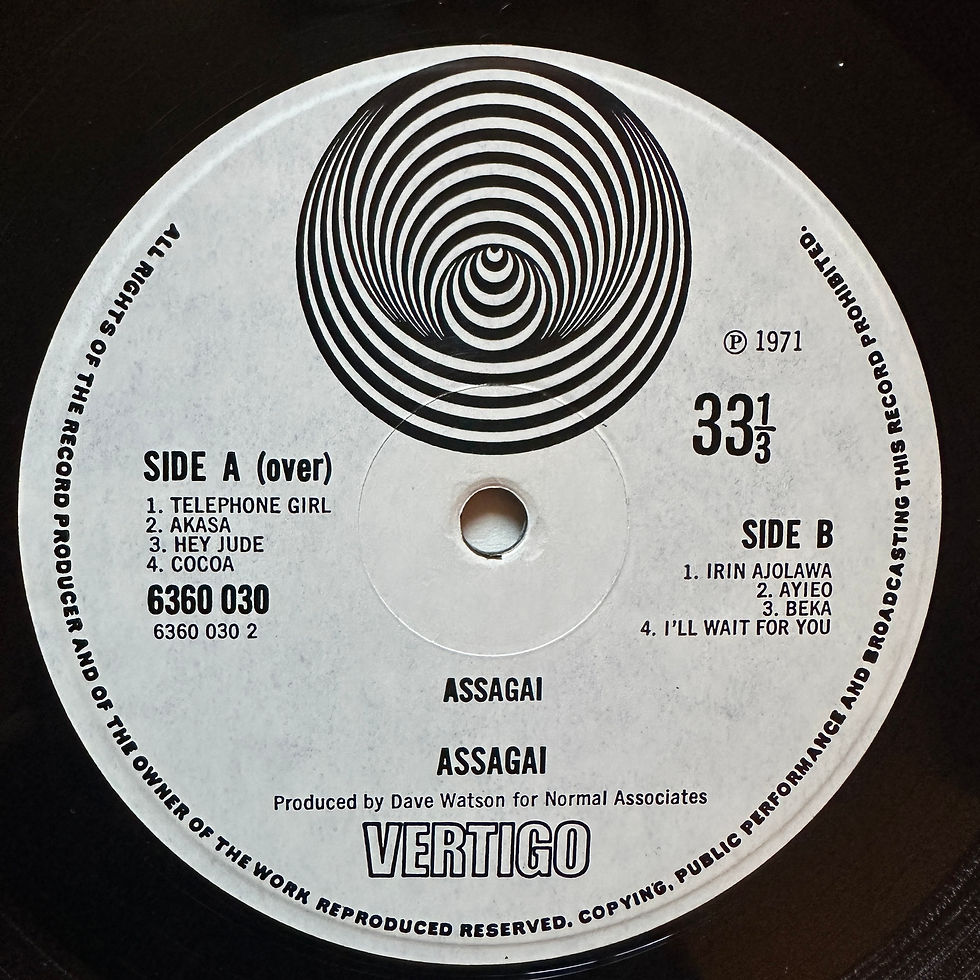 ALL RIGHTS OF THE RECORD PRODUCER AND OF THE OWNER OF THE WORK REPRODUCED RESERVED. COPYING, PUBLIC PERFORMANCE AND BROADCASTING THIS RECORD PROHIBITED.
℗ 1971
33 1/3
SIDE A (over)
1. TELEPHONE GIRL
2. AKASA
3. HEY JUDE
4. COCOA
6360 030
6360 030 2
SIDE B
1. IRIN AJOLAWA
2. AYIEO
3. BEKA
4. I'LL WAIT FOR YOU
ASSAGAI
ASSAGAI
Produced by Dave Watson for Normal Associates
VERTIGO